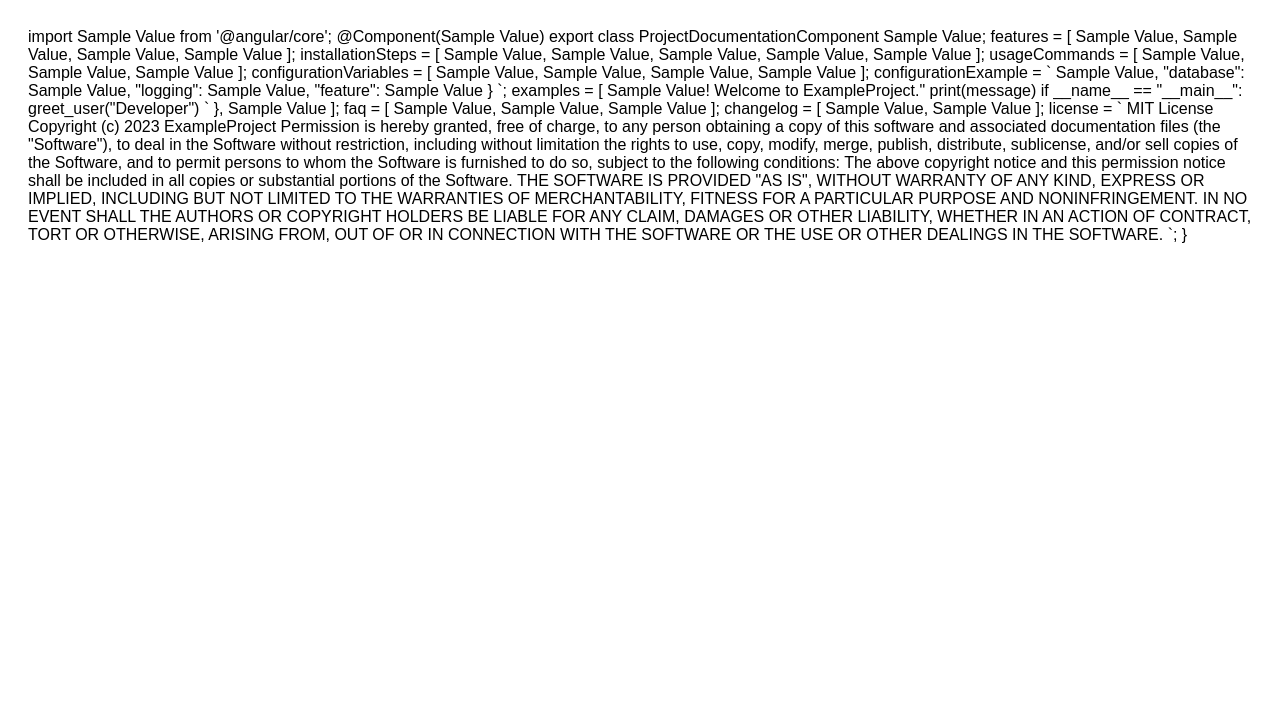 import Sample Value from '@angular/core'; @Component(Sample Value) export class ProjectDocumentationComponent Sample Value; features = [ Sample Value, Sample
Value, Sample Value, Sample Value ]; installationSteps = [ Sample Value, Sample Value, Sample Value, Sample Value, Sample Value ]; usageCommands = [ Sample Value,
Sample Value, Sample Value ]; configurationVariables = [ Sample Value, Sample Value, Sample Value, Sample Value ]; configurationExample = ` Sample Value, "database":
Sample Value, "logging": Sample Value, "feature": Sample Value } `; examples = [ Sample Value! Welcome to ExampleProject." print(message) if __name__ == "__main__":
greet_user("Developer") ` }, Sample Value ]; faq = [ Sample Value, Sample Value, Sample Value ]; changelog = [ Sample Value, Sample Value ]; license = ` MIT License
Copyright (c) 2023 ExampleProject Permission is hereby granted, free of charge, to any person obtaining a copy of this software and associated documentation files (the
"Software"), to deal in the Software without restriction, including without limitation the rights to use, copy, modify, merge, publish, distribute, sublicense, and/or sell copies of
the Software, and to permit persons to whom the Software is furnished to do so, subject to the following conditions: The above copyright notice and this permission notice
shall be included in all copies or substantial portions of the Software. THE SOFTWARE IS PROVIDED "AS IS", WITHOUT WARRANTY OF ANY KIND, EXPRESS OR
IMPLIED, INCLUDING BUT NOT LIMITED TO THE WARRANTIES OF MERCHANTABILITY, FITNESS FOR A PARTICULAR PURPOSE AND NONINFRINGEMENT. IN NO
EVENT SHALL THE AUTHORS OR COPYRIGHT HOLDERS BE LIABLE FOR ANY CLAIM, DAMAGES OR OTHER LIABILITY, WHETHER IN AN ACTION OF CONTRACT,
TORT OR OTHERWISE, ARISING FROM, OUT OF OR IN CONNECTION WITH THE SOFTWARE OR THE USE OR OTHER DEALINGS IN THE SOFTWARE. `; }